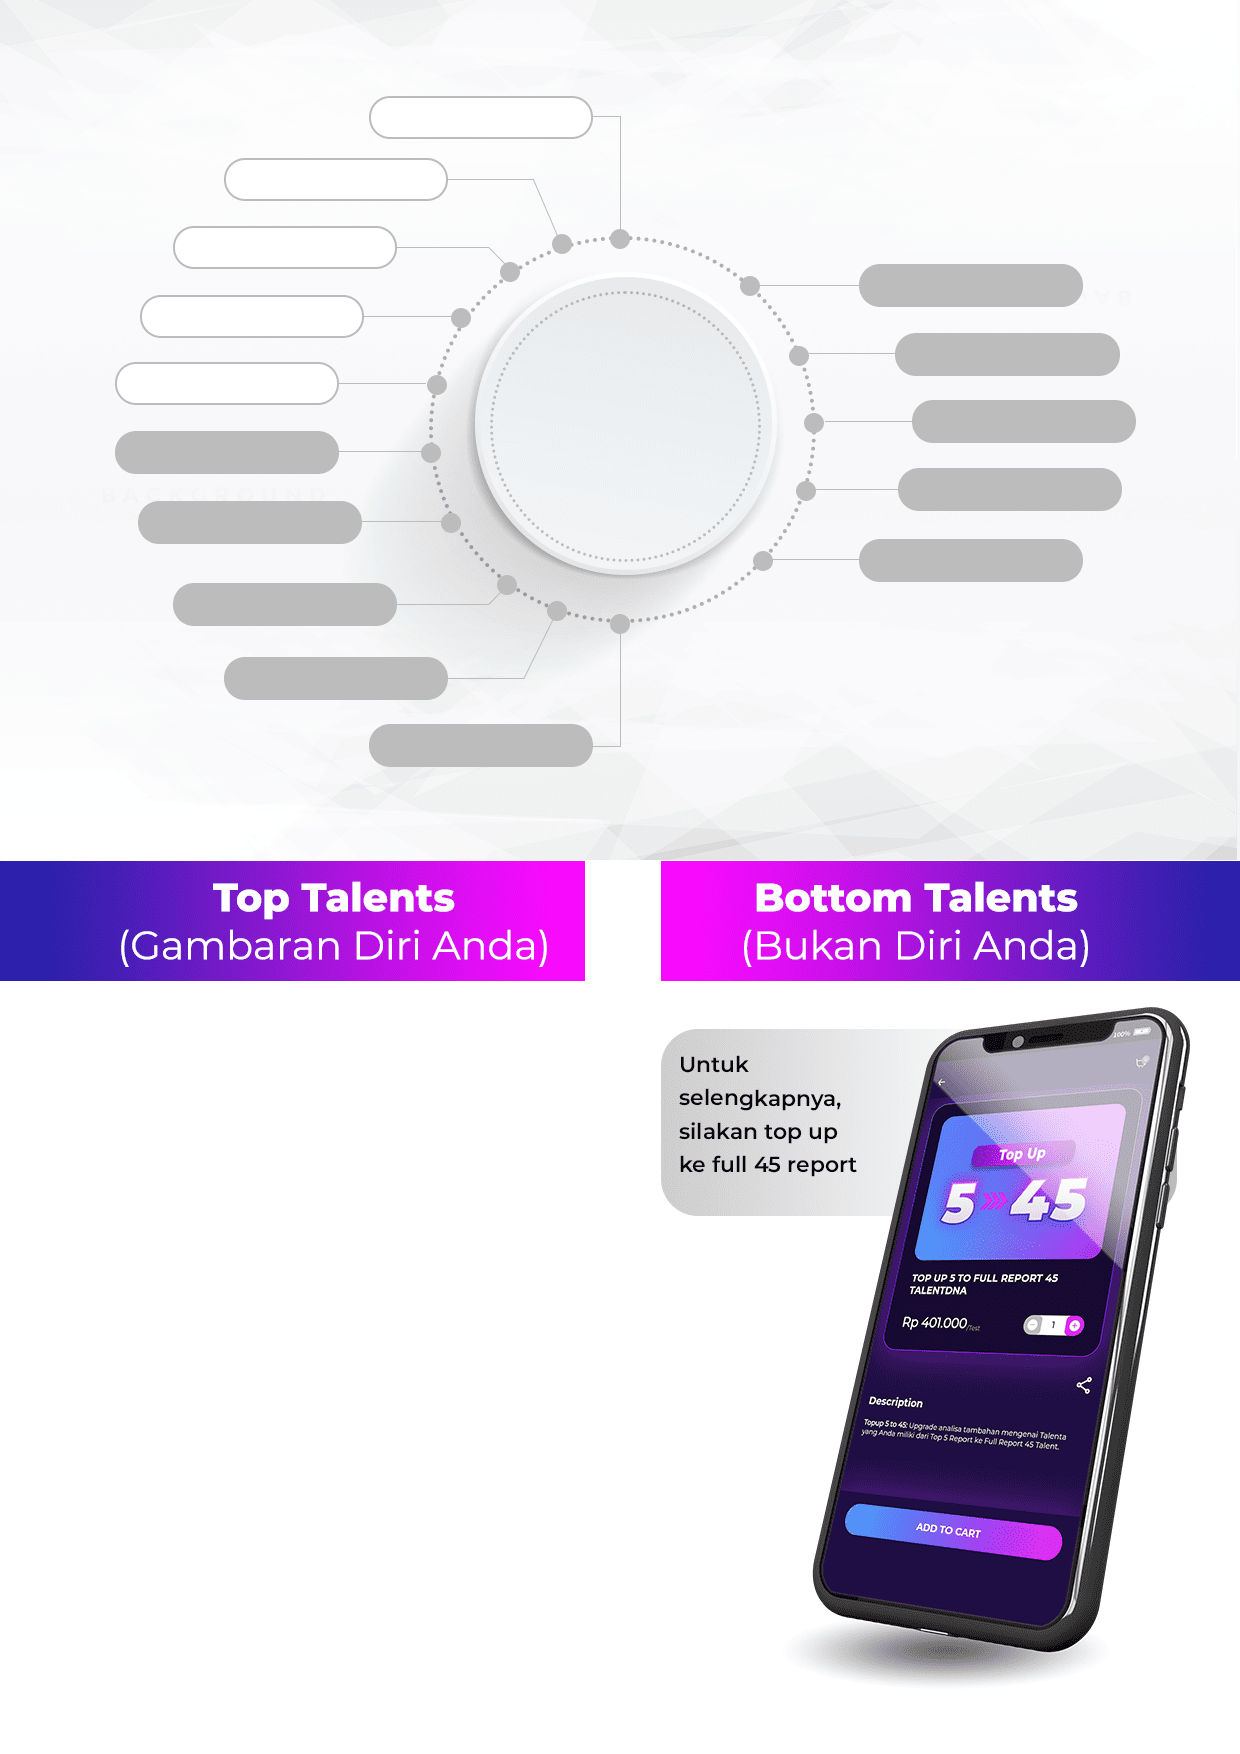 BACKGROUND
Top Talents
(Gambaran Diri Anda)
Bottom Talents
(Bukan Diri Anda)
Untuk
selengkapnya,
silakan top up
ke full 45 report
100%
Top Up
5 45
TOP UP 5 TO FULL REPORT 45
TALENTDNA
Rp 401.000/Test
1
Description
Topup 5 to 45: Upgrade analisa tambahan mengenai Talenta
yang Anda miliki dari Top 5 Report ke Full Report 45 Talent.
ADD TO CART